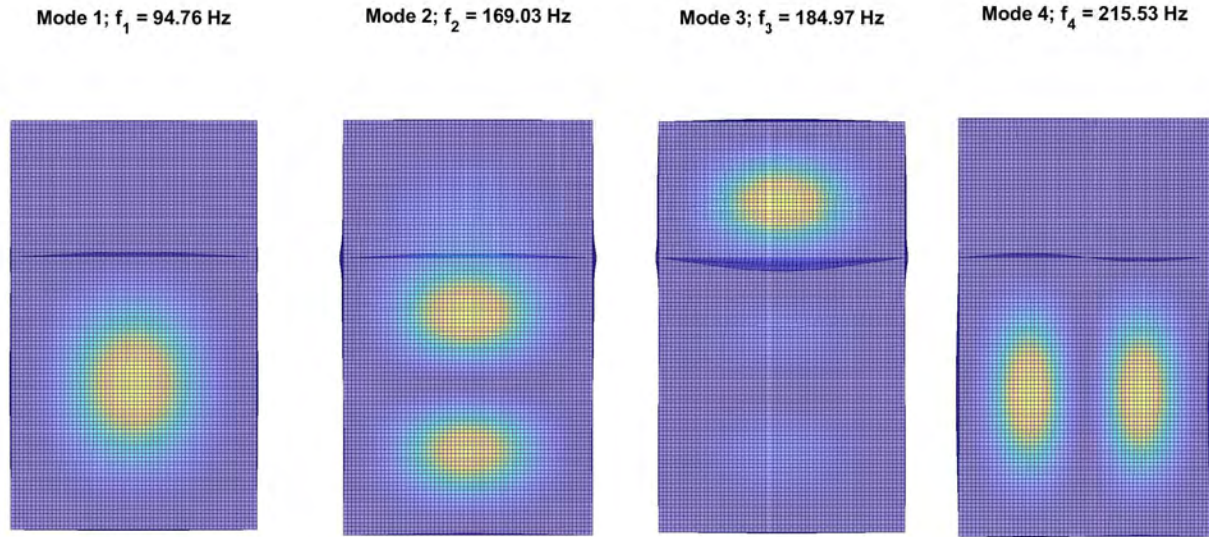 Mode 1; f₁ = 94.76 Hz
Mode 2; f₂ = 169.03 Hz
Mode 3; f₃ = 184.97 Hz
Mode 4; f₄ = 215.53 Hz